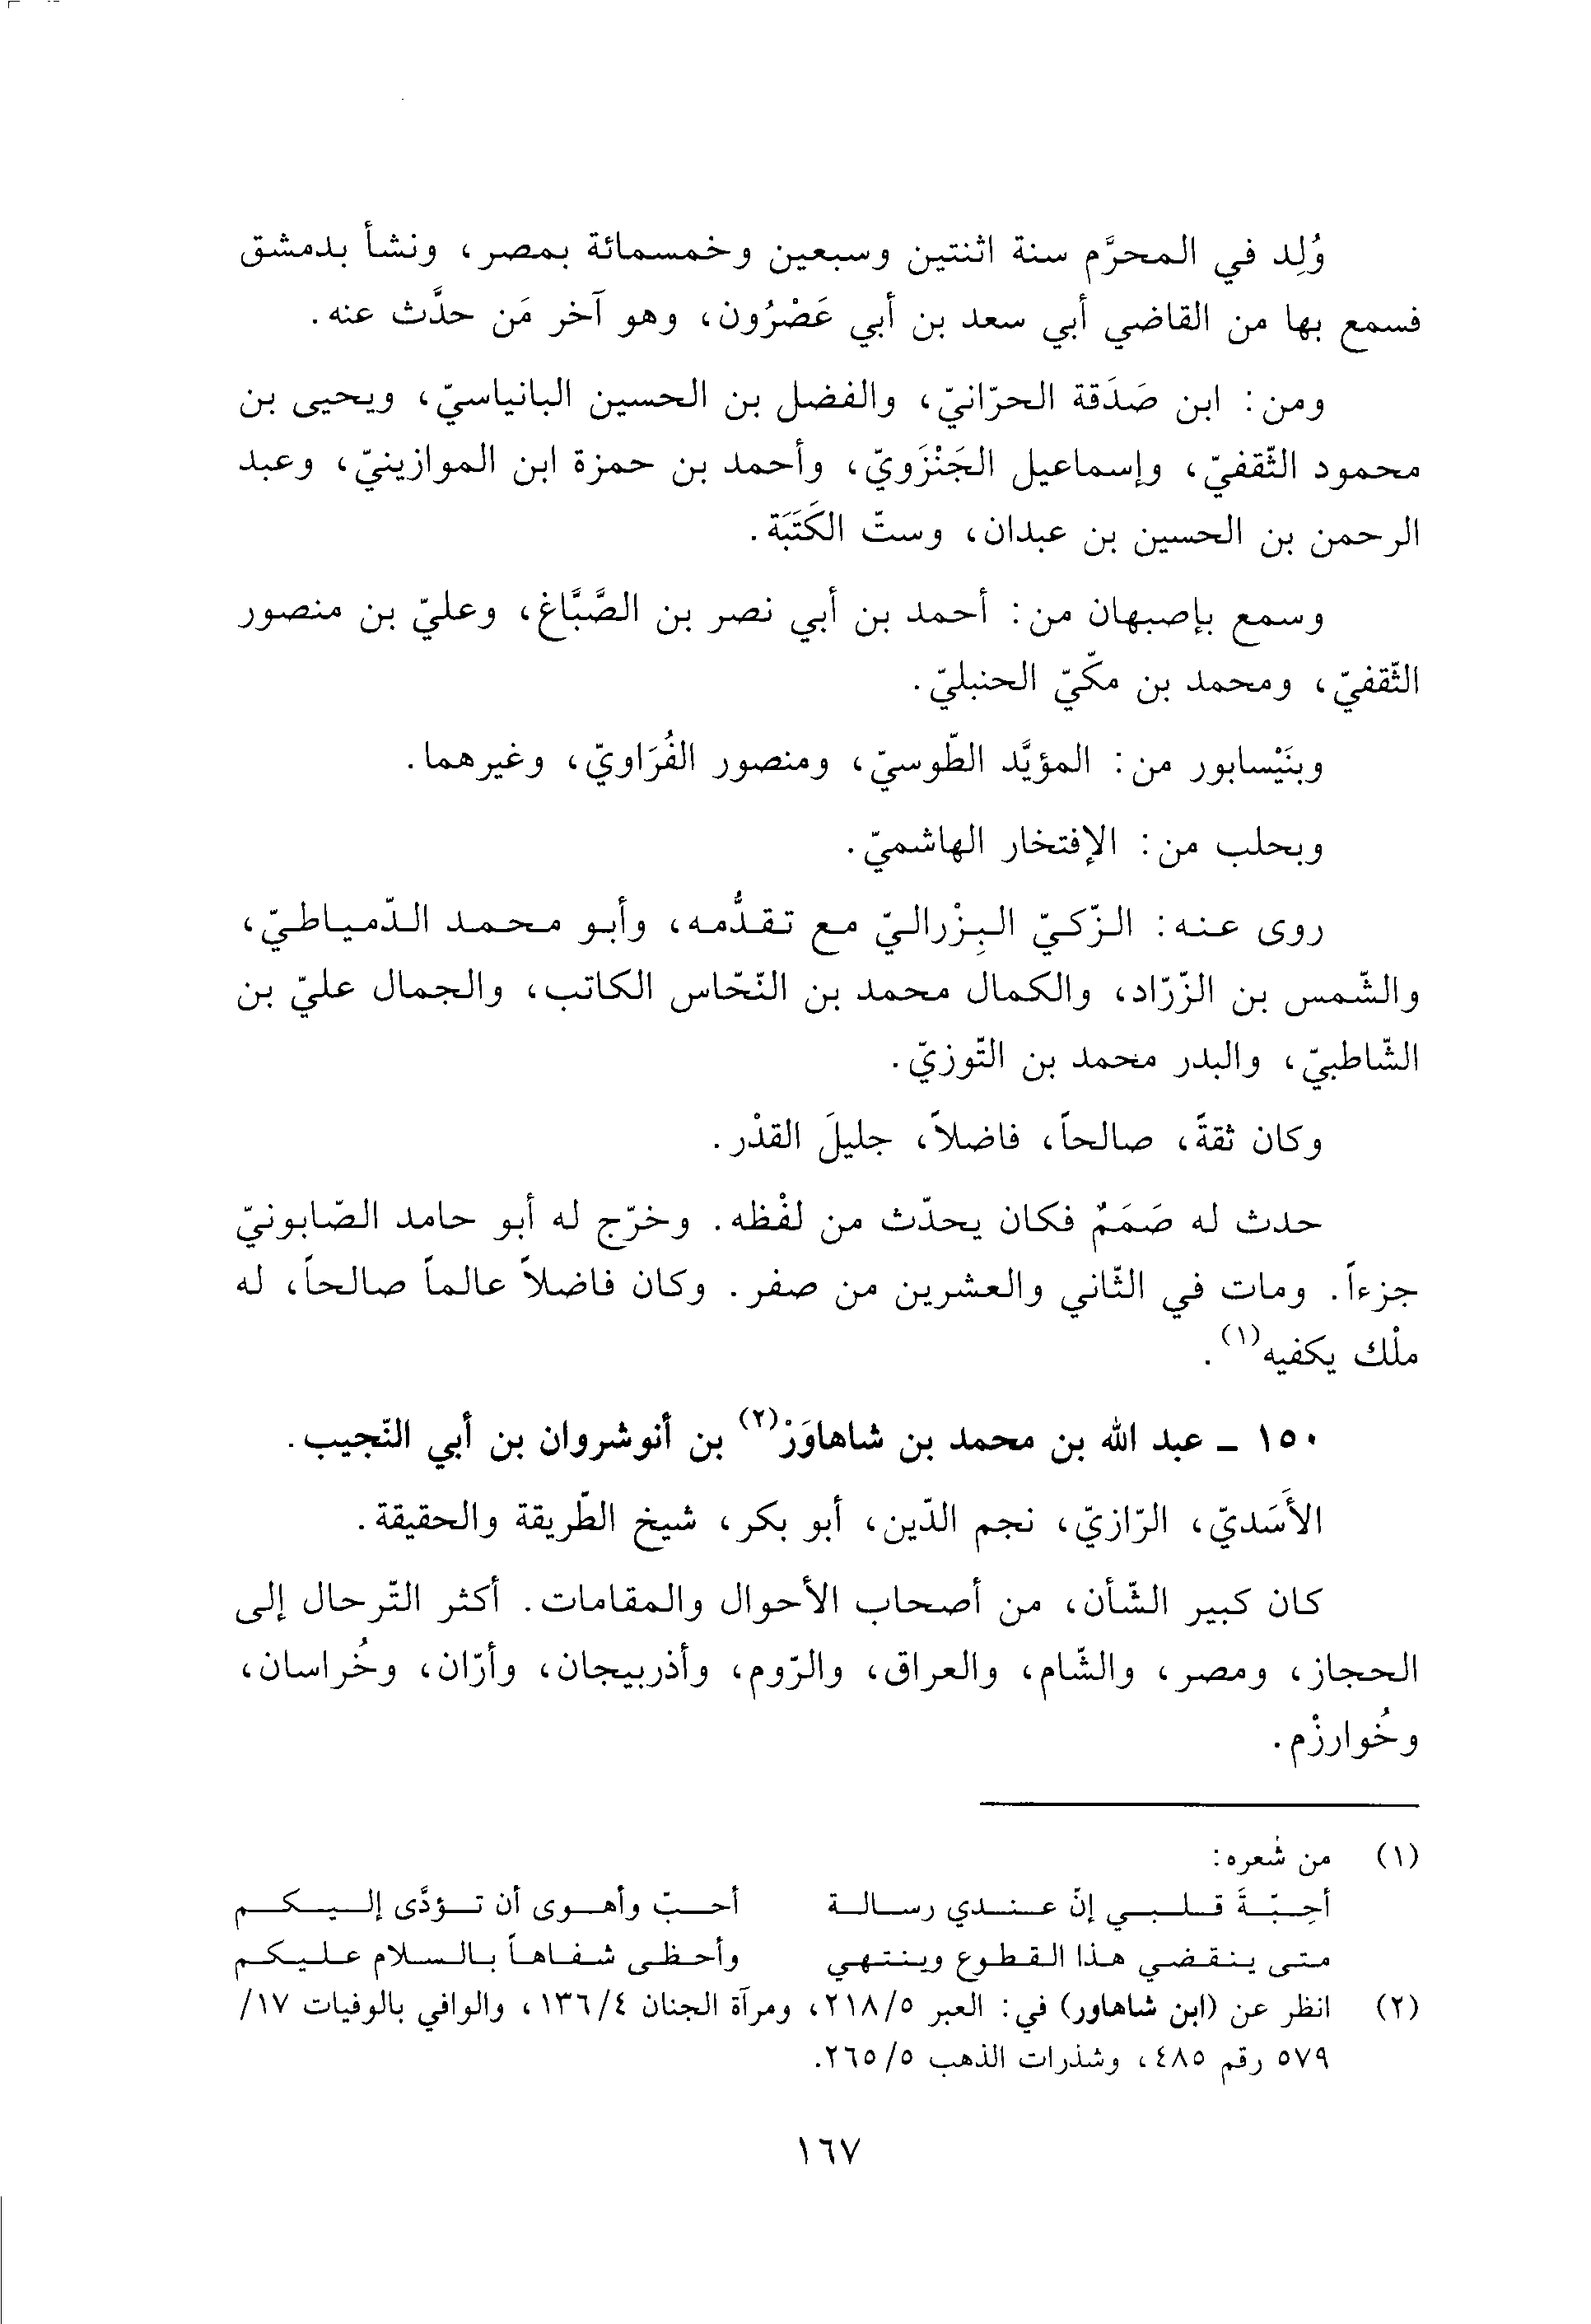 وُلِد في المحرَّم سنة اثنتين وسبعين وخمسمائة بمصر، ونشأ بدمشق
فسمع بها من القاضي أبي سعد بن أبي عَصْرُون، وهو آخر مَن حدَّث عنه.
ومن: ابن صَدَقة الحرّانيّ، والفضل بن الحسين البانياسيّ، ويحيى بن
محمود الثّقفيّ، وإسماعيل الجَنْزَويّ، وأحمد بن حمزة ابن الموازينيّ، وعبد
الرحمن بن الحسين بن عبدان، وستّ الكَتَبَة.
وسمع بإصبهان من: أحمد بن أبي نصر بن الصَّبَّاغ، وعليّ بن منصور
الثّقفيّ، ومحمد بن مكّيّ الحنبليّ.
وبنَيْسابور من: المؤيَّد الطّوسيّ، ومنصور الفُرَاويّ، وغيرهما.
وبحلب من: الإفتخار الهاشميّ.
روى عنه: الزّكيّ البِرْزاليّ مع تقدُّمه، وأبو محمد الدّمياطيّ،
والشّمس بن الزّرّاد، والكمال محمد بن النّحّاس الكاتب، والجمال عليّ بن
الشّاطبيّ، والبدر محمد بن التّوزيّ.
وكان ثقةً، صالحاً، فاضلاً، جليلَ القدْر.
حدث له صَمَمٌ فكان يحدّث من لفْظه. وخرّج له أبو حامد الصّابونيّ
جزءاً. ومات في الثّاني والعشرين من صفر. وكان فاضلاً عالماً صالحاً، له
ملْك يكفيه(١).
١٥٠ - عبد الله بن محمد بن شاهاوَرْ(٢) بن أنوشروان بن أبي النّجيب.
الأَسَديّ، الرّازيّ، نجم الدّين، أبو بكر، شيخ الطّريقة والحقيقة.
كان كبير الشّأن، من أصحاب الأحوال والمقامات. أكثر التّرحال إلى
الحجاز، ومصر، والشّام، والعراق، والرّوم، وأذربيجان، وأرّان، وخُراسان،
وخُوارزْم.
(١) من شعره:
أحِبّةَ قلبي إنّ عندي رسالة أحبّ وأهوى أن تؤدَّى إليكم
متى ينقضي هذا القطوع وينتهي وأحظى شفاهاً بالسلام عليكم
(٢) انظر عن (ابن شاهاور) في: العبر ٢١٨/٥، ومرآة الجنان ١٣٦/٤، والوافي بالوفيات ١٧/
٥٧٩ رقم ٤٨٥، وشذرات الذهب ٢٦٥/٥.
١٦٧